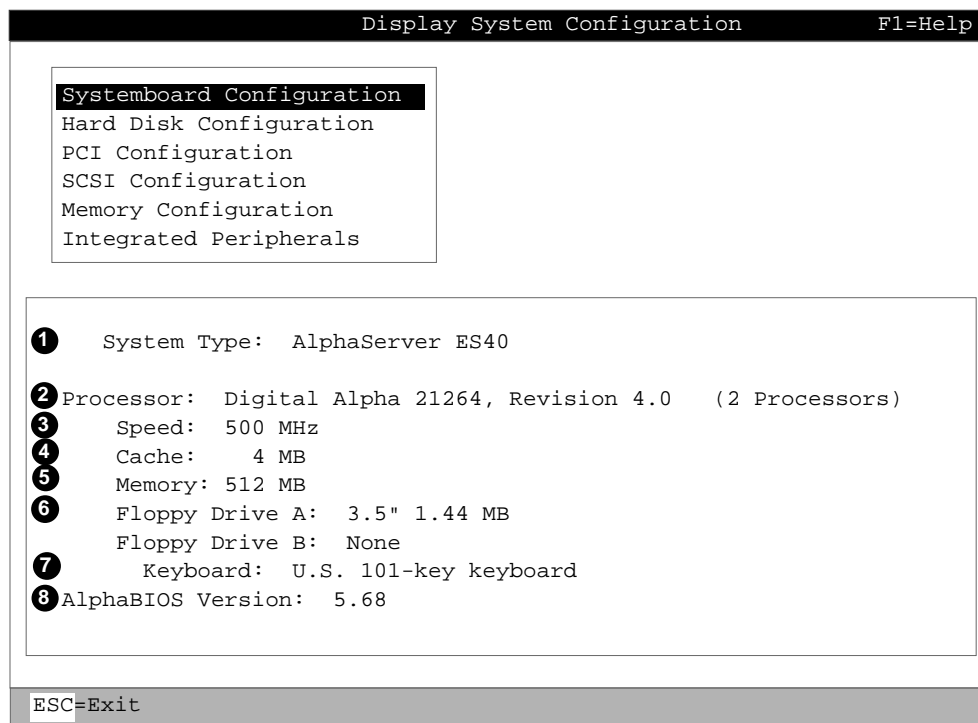 Display System Configuration F1=Help
Systemboard Configuration
Hard Disk Configuration
PCI Configuration
SCSI Configuration
Memory Configuration
Integrated Peripherals
1 System Type: AlphaServer ES40
2 Processor: Digital Alpha 21264, Revision 4.0 (2 Processors)
3 Speed: 500 MHz
4 Cache: 4 MB
5 Memory: 512 MB
6 Floppy Drive A: 3.5" 1.44 MB
Floppy Drive B: None
7 Keyboard: U.S. 101-key keyboard
8 AlphaBIOS Version: 5.68
ESC=Exit